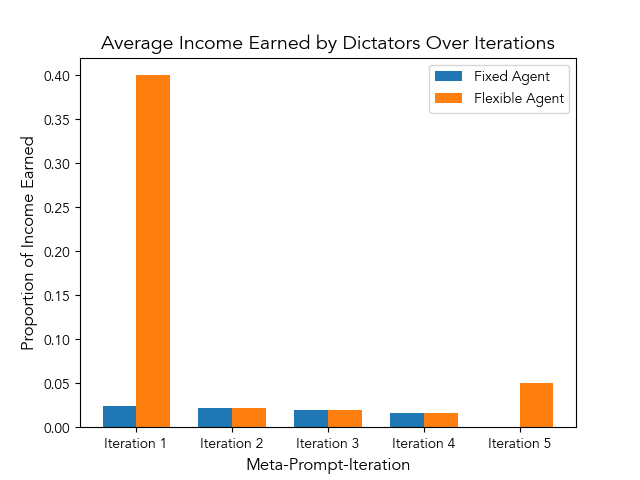 Average Income Earned by Dictators Over Iterations
Fixed Agent
Flexible Agent
Proportion of Income Earned
0.40
0.35
0.30
0.25
0.20
0.15
0.10
0.05
0.00
Iteration 1 Iteration 2 Iteration 3 Iteration 4 Iteration 5
Meta-Prompt-Iteration